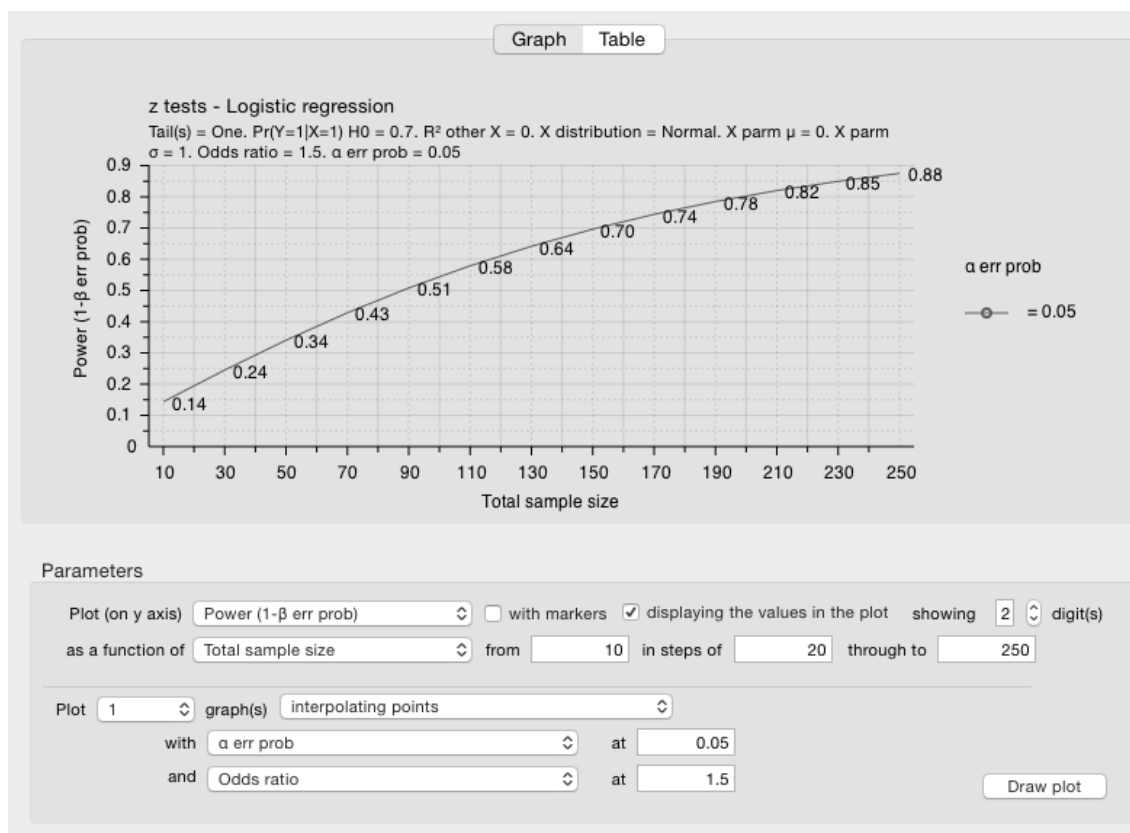 Graph Table
z tests - Logistic regression
Tail(s) = One. Pr(Y=1|X=1) H0 = 0.7. R² other X = 0. X distribution = Normal. X parm μ = 0. X parm
σ = 1. Odds ratio = 1.5. α err prob = 0.05
0.9
0.8
0.7
0.6
0.5
0.4
0.3
0.2
0.1
0
Power (1-β err prob)
0.14
0.24
0.34
0.43
0.51
0.58
0.64
0.70
0.74
0.78
0.82
0.85
0.88
α err prob
= 0.05
10 30 50 70 90 110 130 150 170 190 210 230 250
Total sample size
Parameters
Plot (on y axis) Power (1-β err prob) with markers displaying the values in the plot showing 2 digit(s)
as a function of Total sample size from 10 in steps of 20 through to 250
Plot 1 graph(s) interpolating points
with α err prob at 0.05
and Odds ratio at 1.5
Draw plot